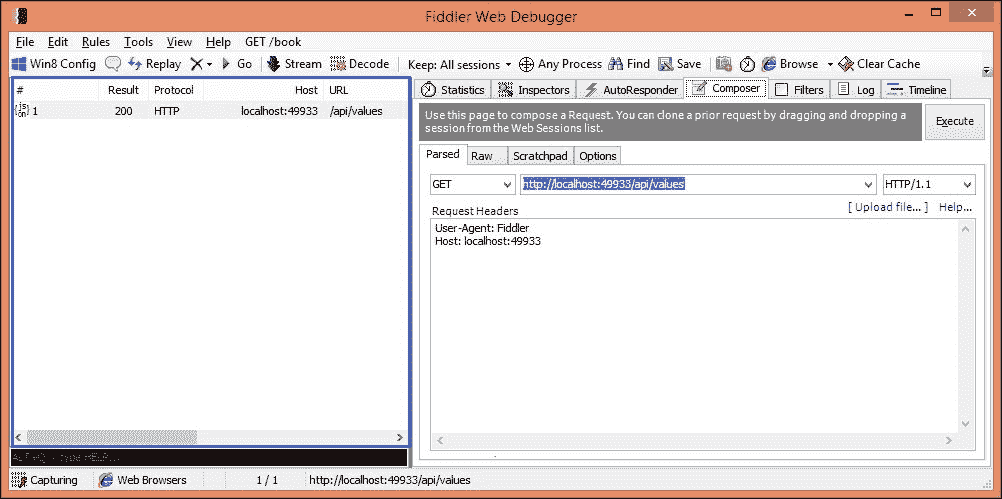 Fiddler Web Debugger
File Edit Rules Tools View Help GET /book
Win8 Config Replay Go Stream Decode Keep: All sessions Any Process Find Save Browse Clear Cache
# Result Protocol Host URL
1 200 HTTP localhost:49933 /api/values
Statistics Inspectors AutoResponder Composer Filters Log Timeline
Use this page to compose a Request. You can clone a prior request by dragging and dropping a
session from the Web Sessions list.
Execute
Parsed Raw Scratchpad Options
GET http://localhost:49933/api/values HTTP/1.1
Request Headers [ Upload file... ] Help...
User-Agent: Fiddler
Host: localhost:49933
Capturing Web Browsers 1 / 1 http://localhost:49933/api/values